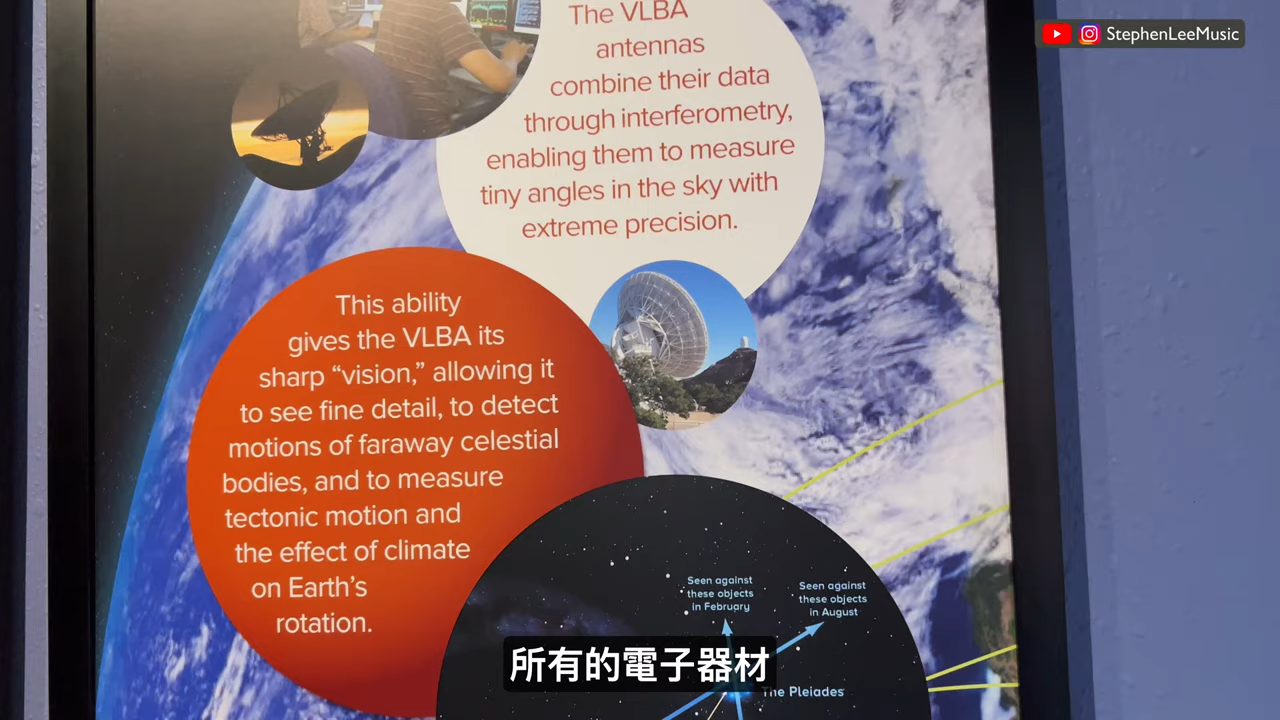 StephenLeeMusic
The VLBA
antennas
combine their data
through interferometry,
enabling them to measure
tiny angles in the sky with
extreme precision.
This ability
gives the VLBA its
sharp “vision,” allowing it
to see fine detail, to detect
motions of faraway celestial
bodies, and to measure
tectonic motion and
the effect of climate
on Earth’s
rotation.
Seen against
these objects
in February
Seen against
these objects
in August
The Pleiades
所有的電子器材